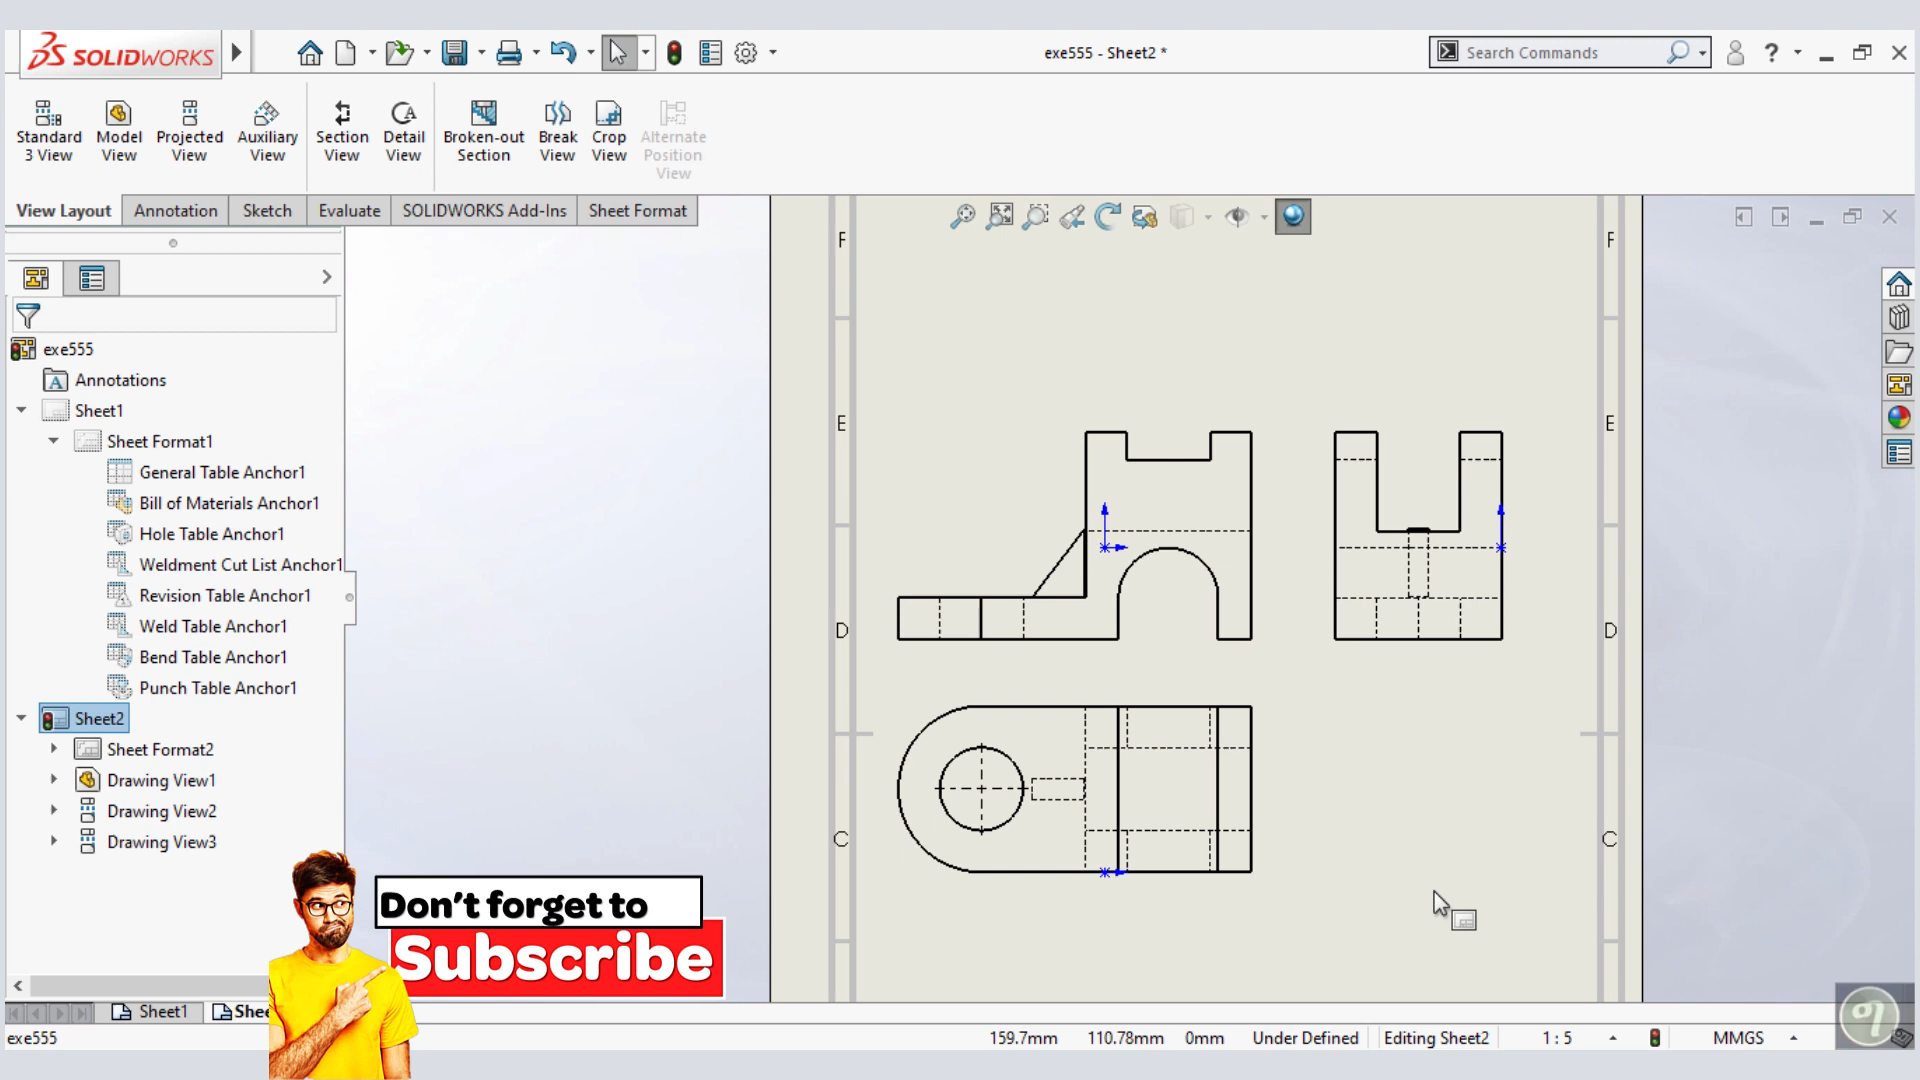 SOLIDWORKS
exe555 - Sheet2 *
Search Commands
?
Standard 3 View
Model View
Projected View
Auxiliary View
Section View
Detail View
Broken-out Section
Break View
Crop View
Alternate Position View
View Layout
Annotation
Sketch
Evaluate
SOLIDWORKS Add-Ins
Sheet Format
exe555
Annotations
Sheet1
Sheet Format1
General Table Anchor1
Bill of Materials Anchor1
Hole Table Anchor1
Weldment Cut List Anchor1
Revision Table Anchor1
Weld Table Anchor1
Bend Table Anchor1
Punch Table Anchor1
Sheet2
Sheet Format2
Drawing View1
Drawing View2
Drawing View3
F
F
E
E
D
D
C
C
Don't forget to
Subscribe
Sheet1
Shee
exe555
159.7mm
110.78mm
0mm
Under Defined
Editing Sheet2
1 : 5
MMGS